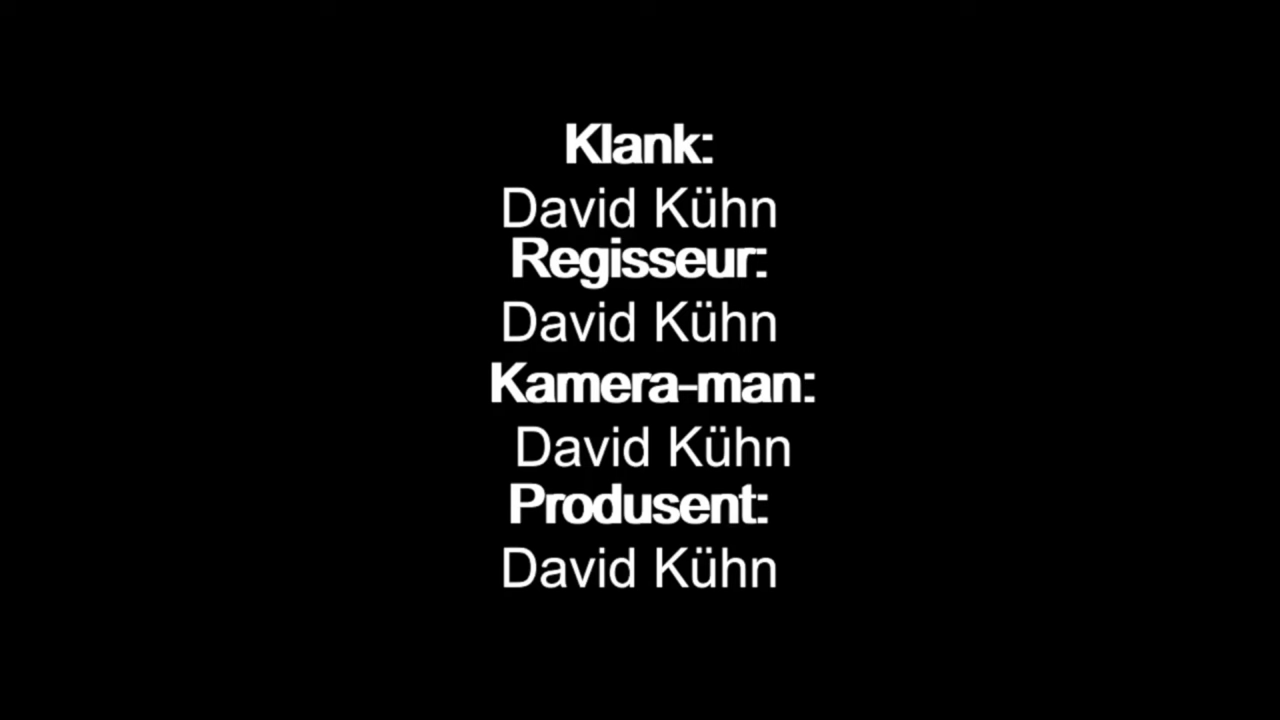 Klank:
David Kühn
Regisseur:
David Kühn
Kamera-man:
David Kühn
Produsent:
David Kühn